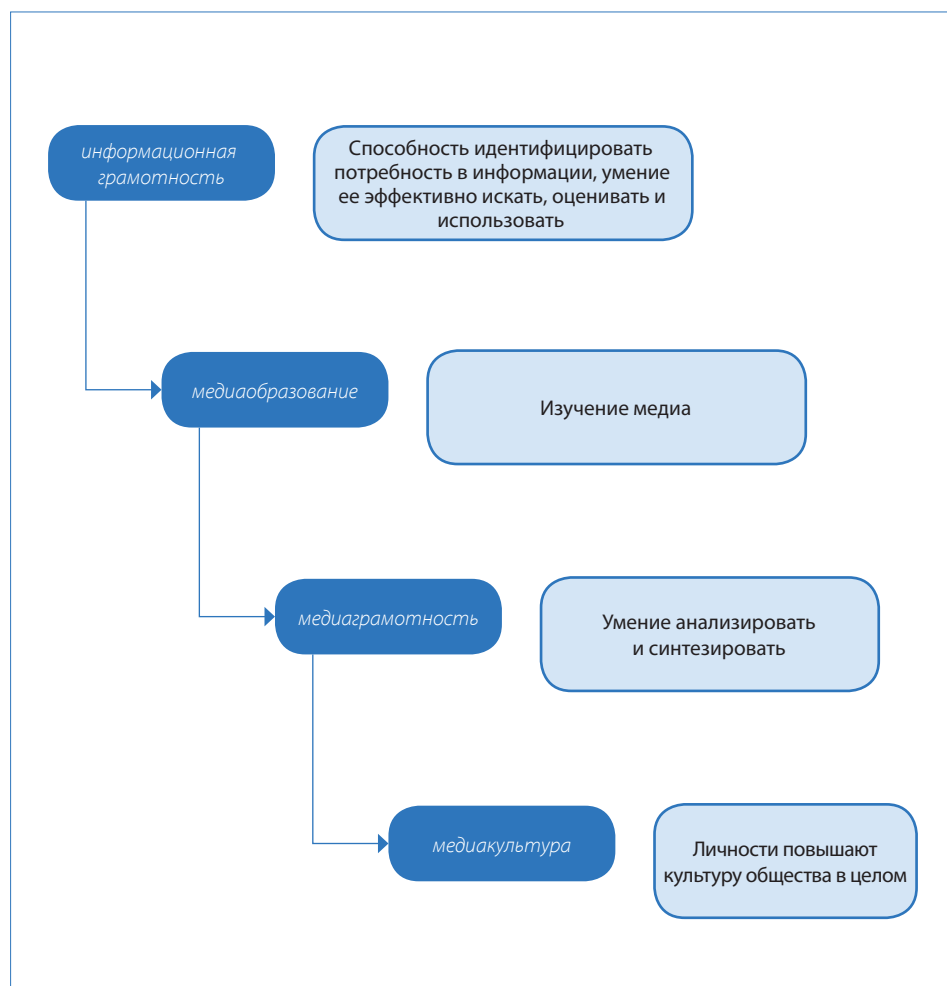 информационная
грамотность
Способность идентифицировать
потребность в информации, умение
ее эффективно искать, оценивать и
использовать
медиаобразование
Изучение медиа
медиаграмотность
Умение анализировать
и синтезировать
медиакультура
Личности повышают
культуру общества в целом